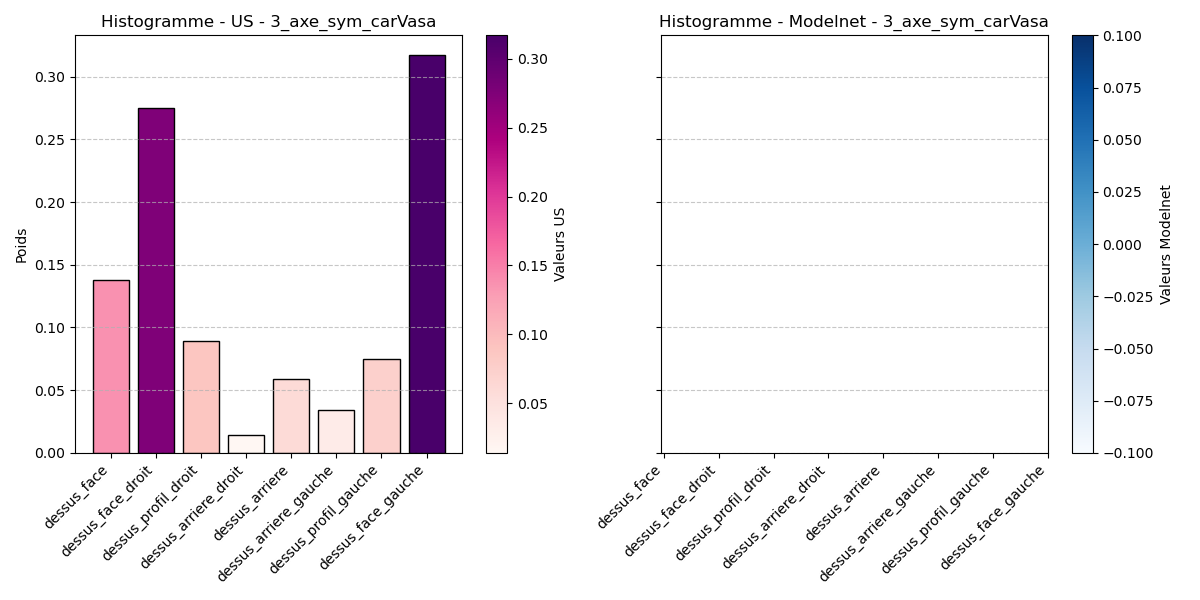 Histogramme - US - 3_axe_sym_carVasa
Poids
0.30
0.25
0.20
0.15
0.10
0.05
0.00
dessus_face
dessus_face_droit
dessus_profil_droit
dessus_arriere_droit
dessus_arriere
dessus_arriere_gauche
dessus_profil_gauche
dessus_face_gauche
0.30
0.25
0.20
0.15
0.10
0.05
Valeurs US
Histogramme - Modelnet - 3_axe_sym_carVasa
dessus_face
dessus_face_droit
dessus_profil_droit
dessus_arriere_droit
dessus_arriere
dessus_arriere_gauche
dessus_profil_gauche
dessus_face_gauche
0.100
0.075
0.050
0.025
0.000
−0.025
−0.050
−0.075
−0.100
Valeurs Modelnet